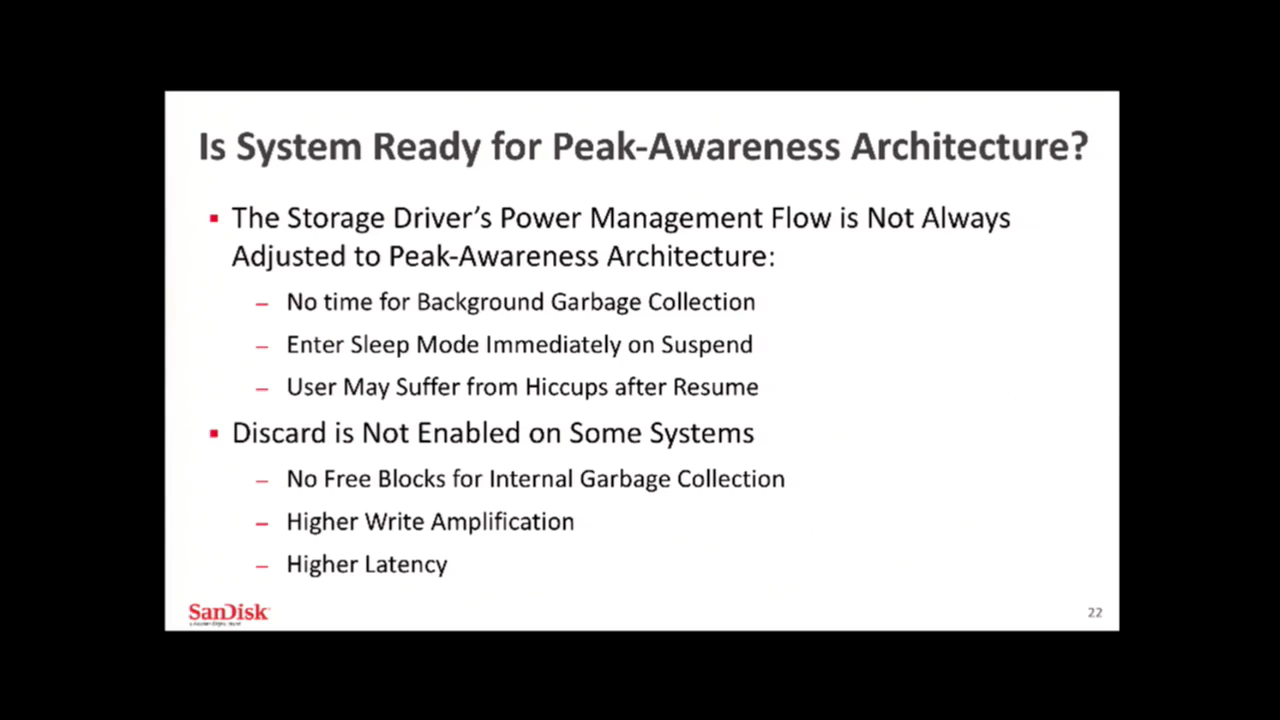 Is System Ready for Peak-Awareness Architecture?
▪ The Storage Driver's Power Management Flow is Not Always
Adjusted to Peak-Awareness Architecture:
– No time for Background Garbage Collection
– Enter Sleep Mode Immediately on Suspend
– User May Suffer from Hiccups after Resume
▪ Discard is Not Enabled on Some Systems
– No Free Blocks for Internal Garbage Collection
– Higher Write Amplification
– Higher Latency
SanDisk
22